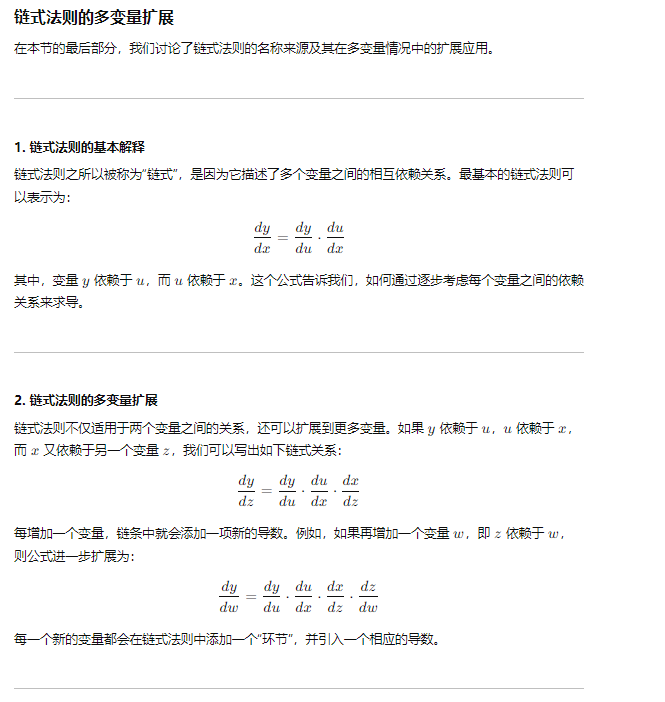 链式法则的多变量扩展
在本节的最后部分，我们讨论了链式法则的名称来源及其在多变量情况中的扩展应用。
1. 链式法则的基本解释
链式法则之所以被称为“链式”，是因为它描述了多个变量之间的相互依赖关系。最基本的链式法则可
以表示为：
dy/dx = dy/du · du/dx
其中，变量 y 依赖于 u，而 u 依赖于 x。这个公式告诉我们，如何通过逐步考虑每个变量之间的依赖
关系来求导。
2. 链式法则的多变量扩展
链式法则不仅适用于两个变量之间的关系，还可以扩展到更多变量。如果 y 依赖于 u，u 依赖于 x，
而 x 又依赖于另一个变量 z，我们可以写出如下链式关系：
dy/dz = dy/du · du/dx · dx/dz
每增加一个变量，链条中就会添加一项新的导数。例如，如果再增加一个变量 w，即 z 依赖于 w，
则公式进一步扩展为：
dy/dw = dy/du · du/dx · dx/dz · dz/dw
每一个新的变量都会在链式法则中添加一个“环节”，并引入一个相应的导数。